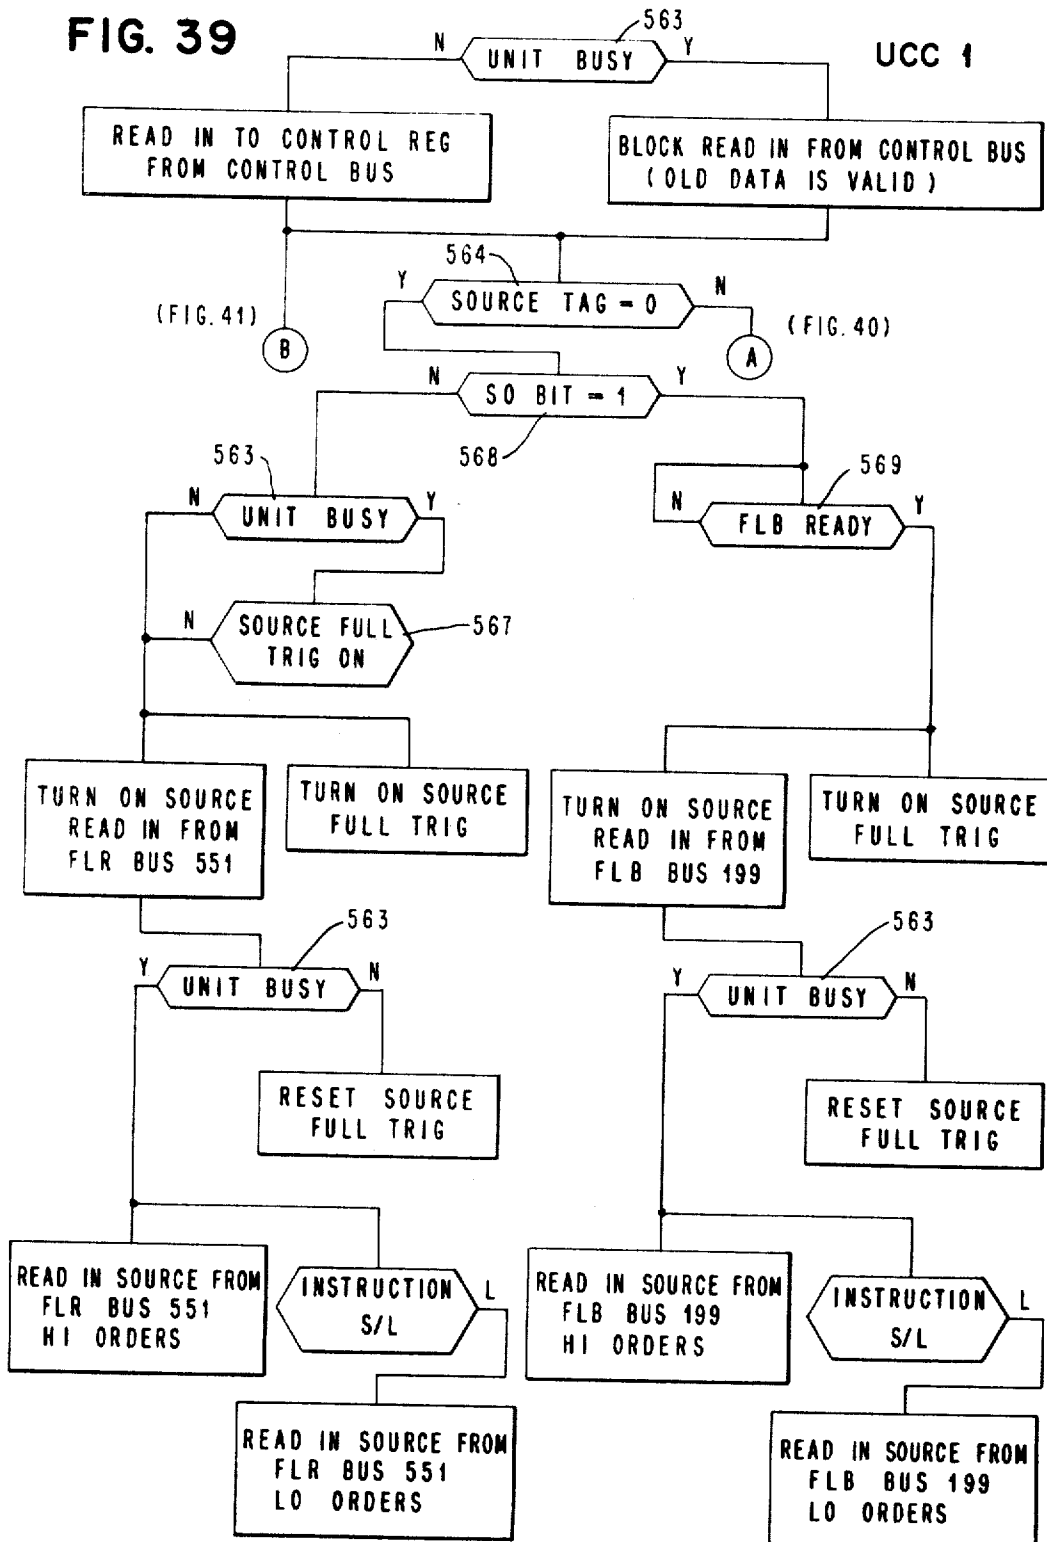 FIG. 39
563
N
UNIT BUSY
Y
UCC 1
READ IN TO CONTROL REG
FROM CONTROL BUS
BLOCK READ IN FROM CONTROL BUS
(OLD DATA IS VALID)
564
Y
SOURCE TAG = 0
N
(FIG. 41)
B
(FIG. 40)
A
N
SO BIT = 1
Y
568
563
N
UNIT BUSY
Y
569
N
FLB READY
Y
N
SOURCE FULL
TRIG ON
567
TURN ON SOURCE
READ IN FROM
FLR BUS 551
TURN ON SOURCE
FULL TRIG
TURN ON SOURCE
READ IN FROM
FLB BUS 199
TURN ON SOURCE
FULL TRIG
563
Y
UNIT BUSY
N
563
Y
UNIT BUSY
N
RESET SOURCE
FULL TRIG
RESET SOURCE
FULL TRIG
READ IN SOURCE FROM
FLR BUS 551
HI ORDERS
INSTRUCTION
S/L
L
READ IN SOURCE FROM
FLB BUS 199
HI ORDERS
INSTRUCTION
S/L
L
READ IN SOURCE FROM
FLR BUS 551
LO ORDERS
READ IN SOURCE FROM
FLB BUS 199
LO ORDERS